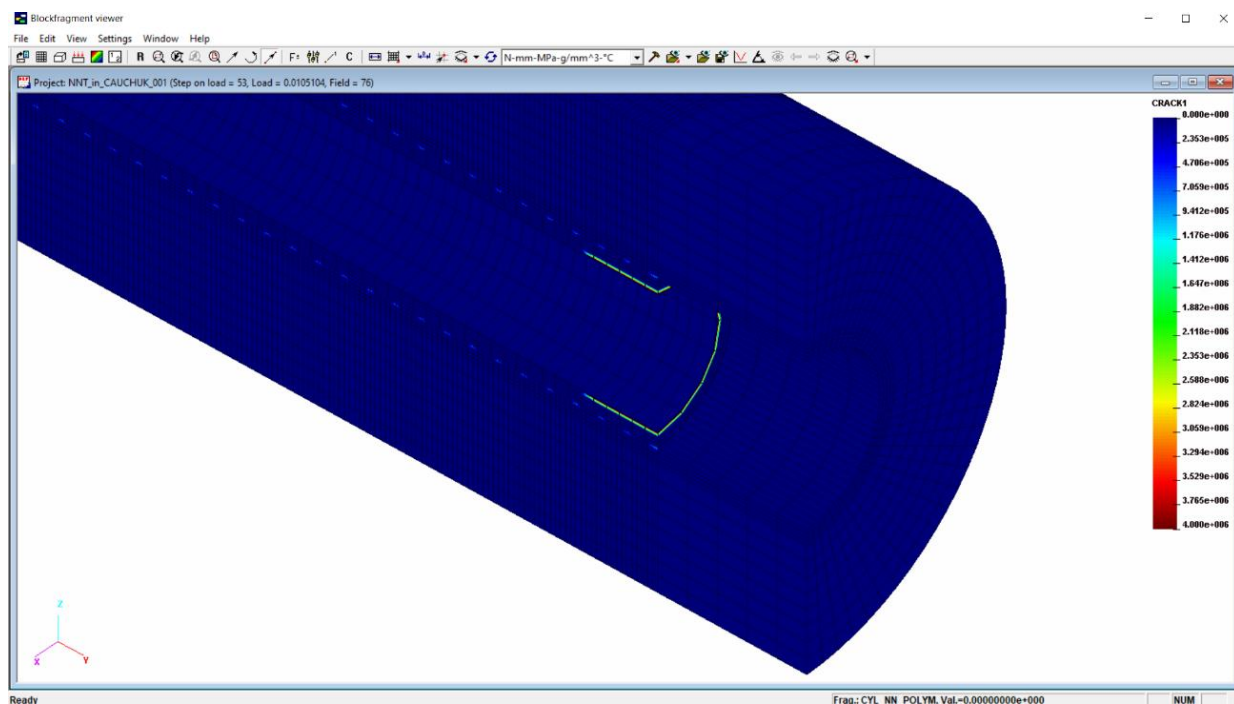 Blockfragment viewer
File Edit View Settings Window Help
R F± C N-mm-MPa-g/mm^3-°C
Project: NNT_in_CAUCHUK_001 (Step on load = 53, Load = 0.0105104, Field = 76)
CRACK1
0.000e+000
2.353e+005
4.706e+005
7.059e+005
9.412e+005
1.176e+006
1.412e+006
1.647e+006
1.882e+006
2.118e+006
2.353e+006
2.588e+006
2.824e+006
3.059e+006
3.294e+006
3.529e+006
3.765e+006
4.000e+006
Z
X Y
Ready Frag.: CYL_NN_POLYM, Val.=0.00000000e+000 NUM